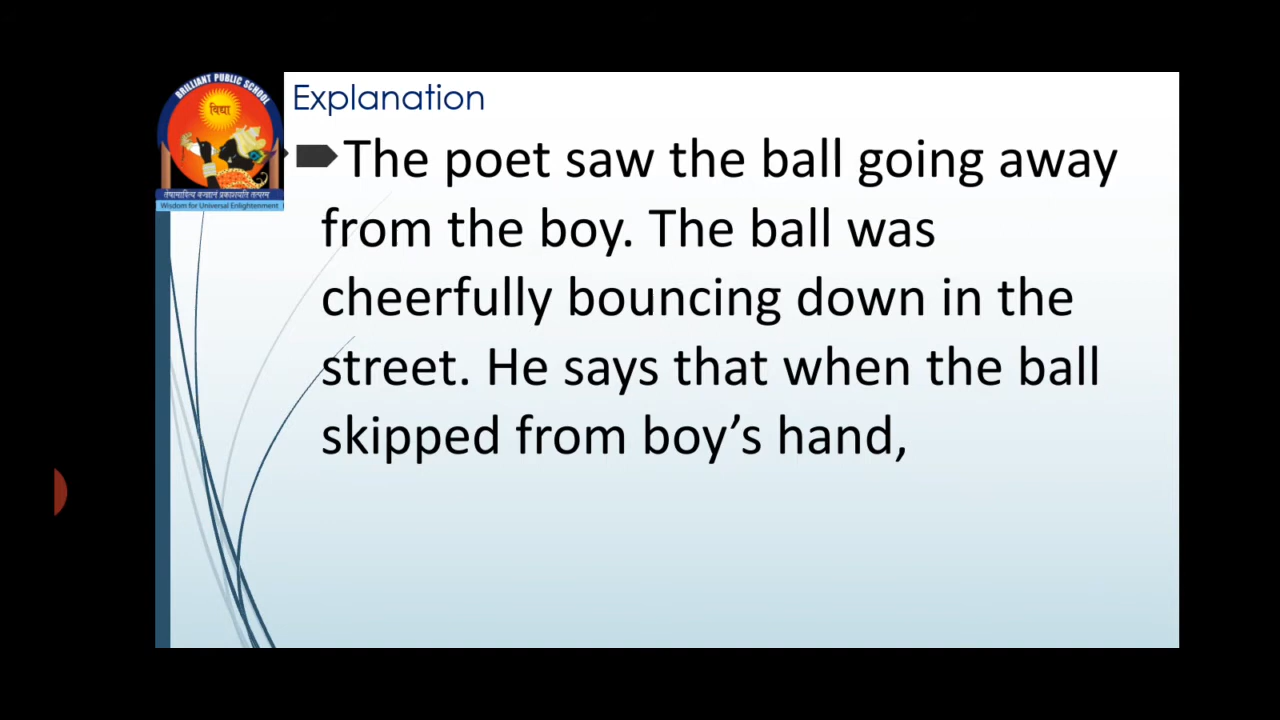 BRILLIANT PUBLIC SCHOOL
विद्या
Wisdom for Universal Enlightenment
Explanation
The poet saw the ball going away
from the boy. The ball was
cheerfully bouncing down in the
street. He says that when the ball
skipped from boy’s hand,